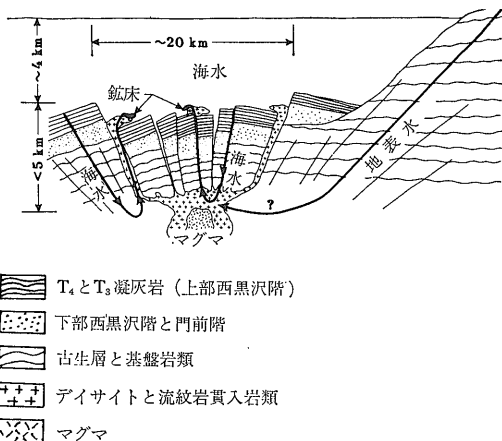 ~20 km
~4 km
海水
鉱床
<5 km
海水
海水
地表水
?
マグマ
T₄とT₃凝灰岩（上部西黒沢階）
下部西黒沢階と門前階
古生層と基盤岩類
デイサイトと流紋岩貫入岩類
マグマ